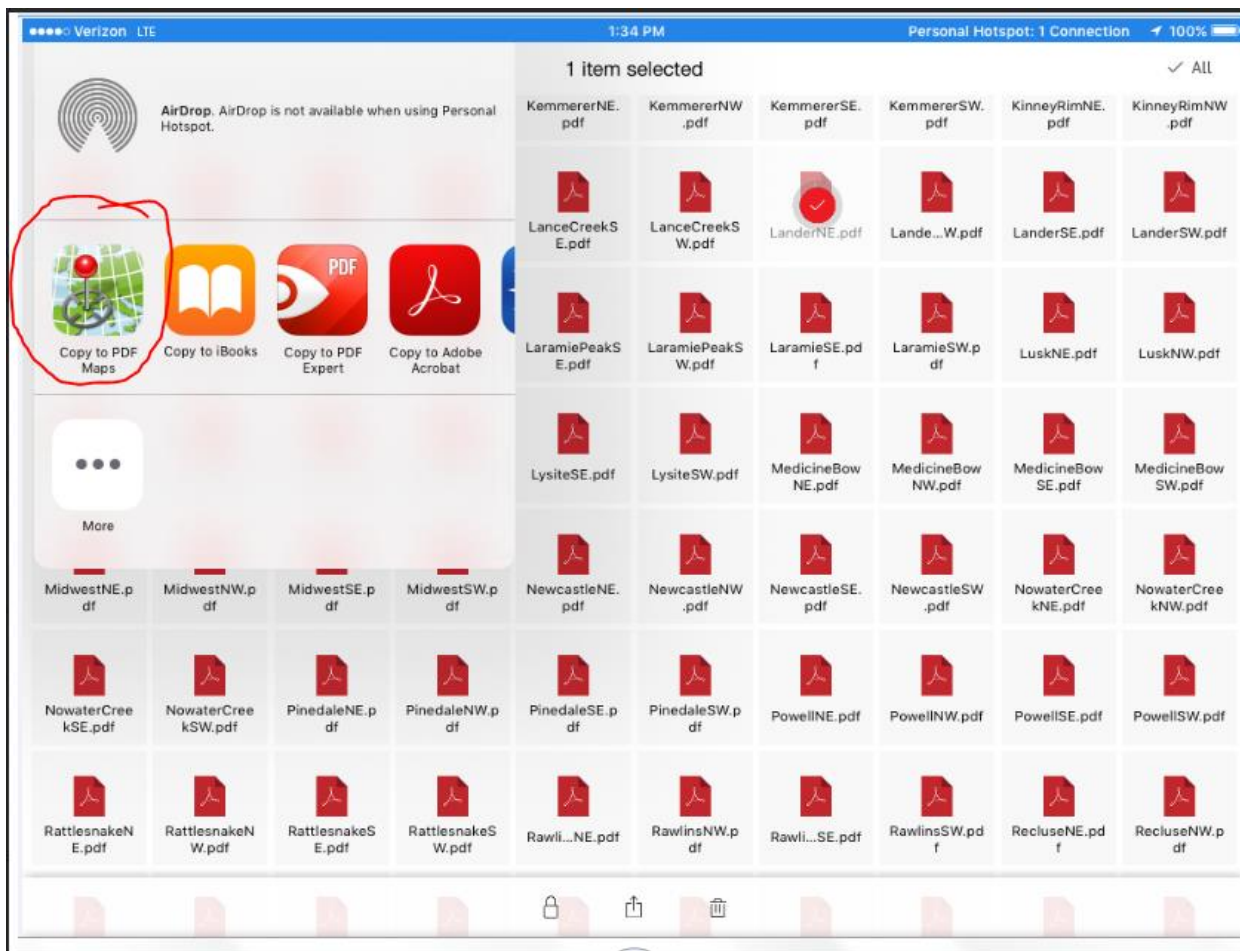 Verizon LTE
1:34 PM
Personal Hotspot: 1 Connection
100%
1 item selected
All
AirDrop. AirDrop is not available when using Personal
Hotspot.
Copy to PDF
Maps
Copy to iBooks
PDF
Copy to PDF
Expert
Copy to Adobe
Acrobat
More
KemmererNE.
pdf
KemmererNW
.pdf
KemmererSE.
pdf
KemmererSW.
pdf
KinneyRimNE.
pdf
KinneyRimNW
.pdf
LanceCreekS
E.pdf
LanceCreekS
W.pdf
LanderNE.pdf
Lande...W.pdf
LanderSE.pdf
LanderSW.pdf
LaramiePeakS
E.pdf
LaramiePeakS
W.pdf
LaramieSE.pd
f
LaramieSW.p
df
LuskNE.pdf
LuskNW.pdf
LysiteSE.pdf
LysiteSW.pdf
MedicineBow
NE.pdf
MedicineBow
NW.pdf
MedicineBow
SE.pdf
MedicineBow
SW.pdf
MidwestNE.p
df
MidwestNW.p
df
MidwestSE.p
df
MidwestSW.p
df
NewcastleNE.
pdf
NewcastleNW
.pdf
NewcastleSE.
pdf
NewcastleSW
.pdf
NowaterCree
kNE.pdf
NowaterCree
kNW.pdf
NowaterCree
kSE.pdf
NowaterCree
kSW.pdf
PinedaleNE.p
df
PinedaleNW.p
df
PinedaleSE.p
df
PinedaleSW.p
df
PowellNE.pdf
PowellNW.pdf
PowellSE.pdf
PowellSW.pdf
RattlesnakeN
E.pdf
RattlesnakeN
W.pdf
RattlesnakeS
E.pdf
RattlesnakeS
W.pdf
Rawli...NE.pdf
RawlinsNW.p
df
Rawli...SE.pdf
RawlinsSW.pd
f
RecluseNE.pd
f
RecluseNW.p
df